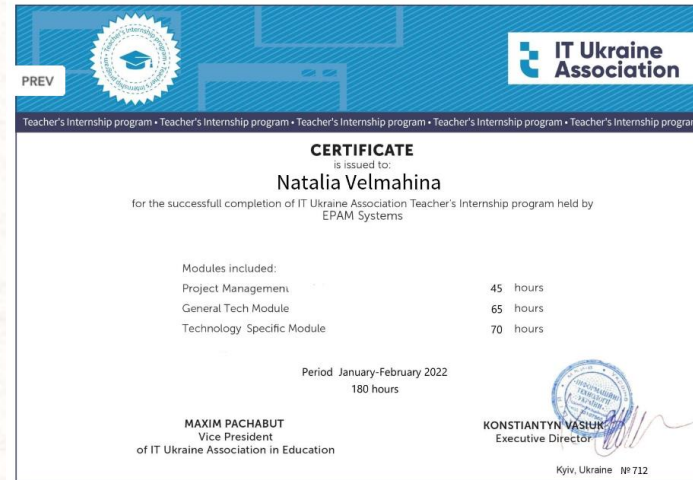 PREV
IT Ukraine
Association
Teacher's Internship program • Teacher's Internship program • Teacher's Internship program • Teacher's Internship program • Teacher's Internship program
CERTIFICATE
is issued to:
Natalia Velmahina
for the successfull completion of IT Ukraine Association Teacher's Internship program held by
EPAM Systems
Modules included:
Project Management
45 hours
General Tech Module
65 hours
Technology Specific Module
70 hours
Period January-February 2022
180 hours
MAXIM PACHABUT
Vice President
of IT Ukraine Association in Education
KONSTIANTYN VASIUK
Executive Director
Kyiv, Ukraine № 712